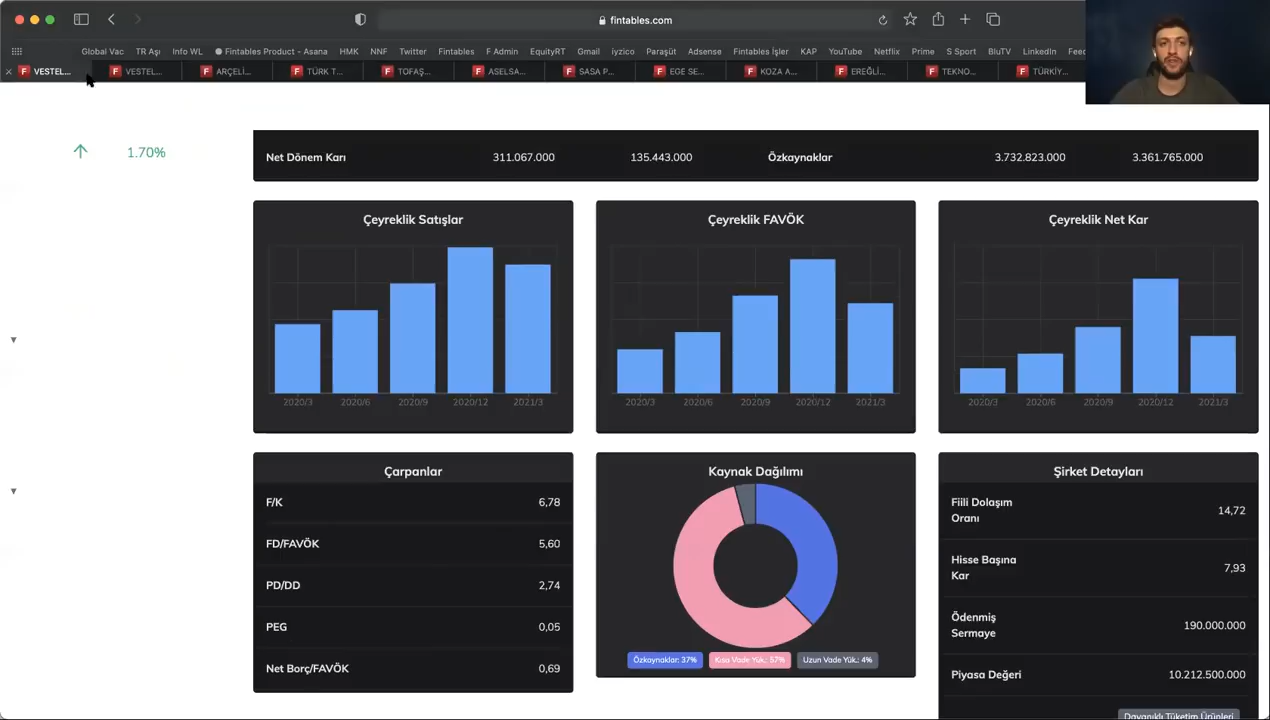 fintables.com
Global Vac TR Aşı Info WL Fintables Product - Asana HMK NNF Twitter Fintables F Admin EquityRT Gmail iyzico Paraşüt Adsense Fintables İşler KAP YouTube Netflix Prime S Sport BluTV LinkedIn Feec
VESTEL... VESTEL... ARÇELİ... TÜRK T... TOFAŞ... ASELSA... SASA P... EGE SE... KOZA A... EREĞLİ... TEKNO... TÜRKİY...
1.70%
Net Dönem Karı 311.067.000 135.443.000 Özkaynaklar 3.732.823.000 3.361.765.000
Çeyreklik Satışlar
2020/3 2020/6 2020/9 2020/12 2021/3
Çeyreklik FAVÖK
2020/3 2020/6 2020/9 2020/12 2021/3
Çeyreklik Net Kar
2020/3 2020/6 2020/9 2020/12 2021/3
Çarpanlar
F/K 6,78
FD/FAVÖK 5,60
PD/DD 2,74
PEG 0,05
Net Borç/FAVÖK 0,69
Kaynak Dağılımı
Özkaynaklar: 37% Kısa Vade Yük.: 57% Uzun Vade Yük.: 4%
Şirket Detayları
Fiili Dolaşım
Oranı 14,72
Hisse Başına
Kar 7,93
Ödenmiş
Sermaye 190.000.000
Piyasa Değeri 10.212.500.000
Dayanıklı Tüketim Ürünleri